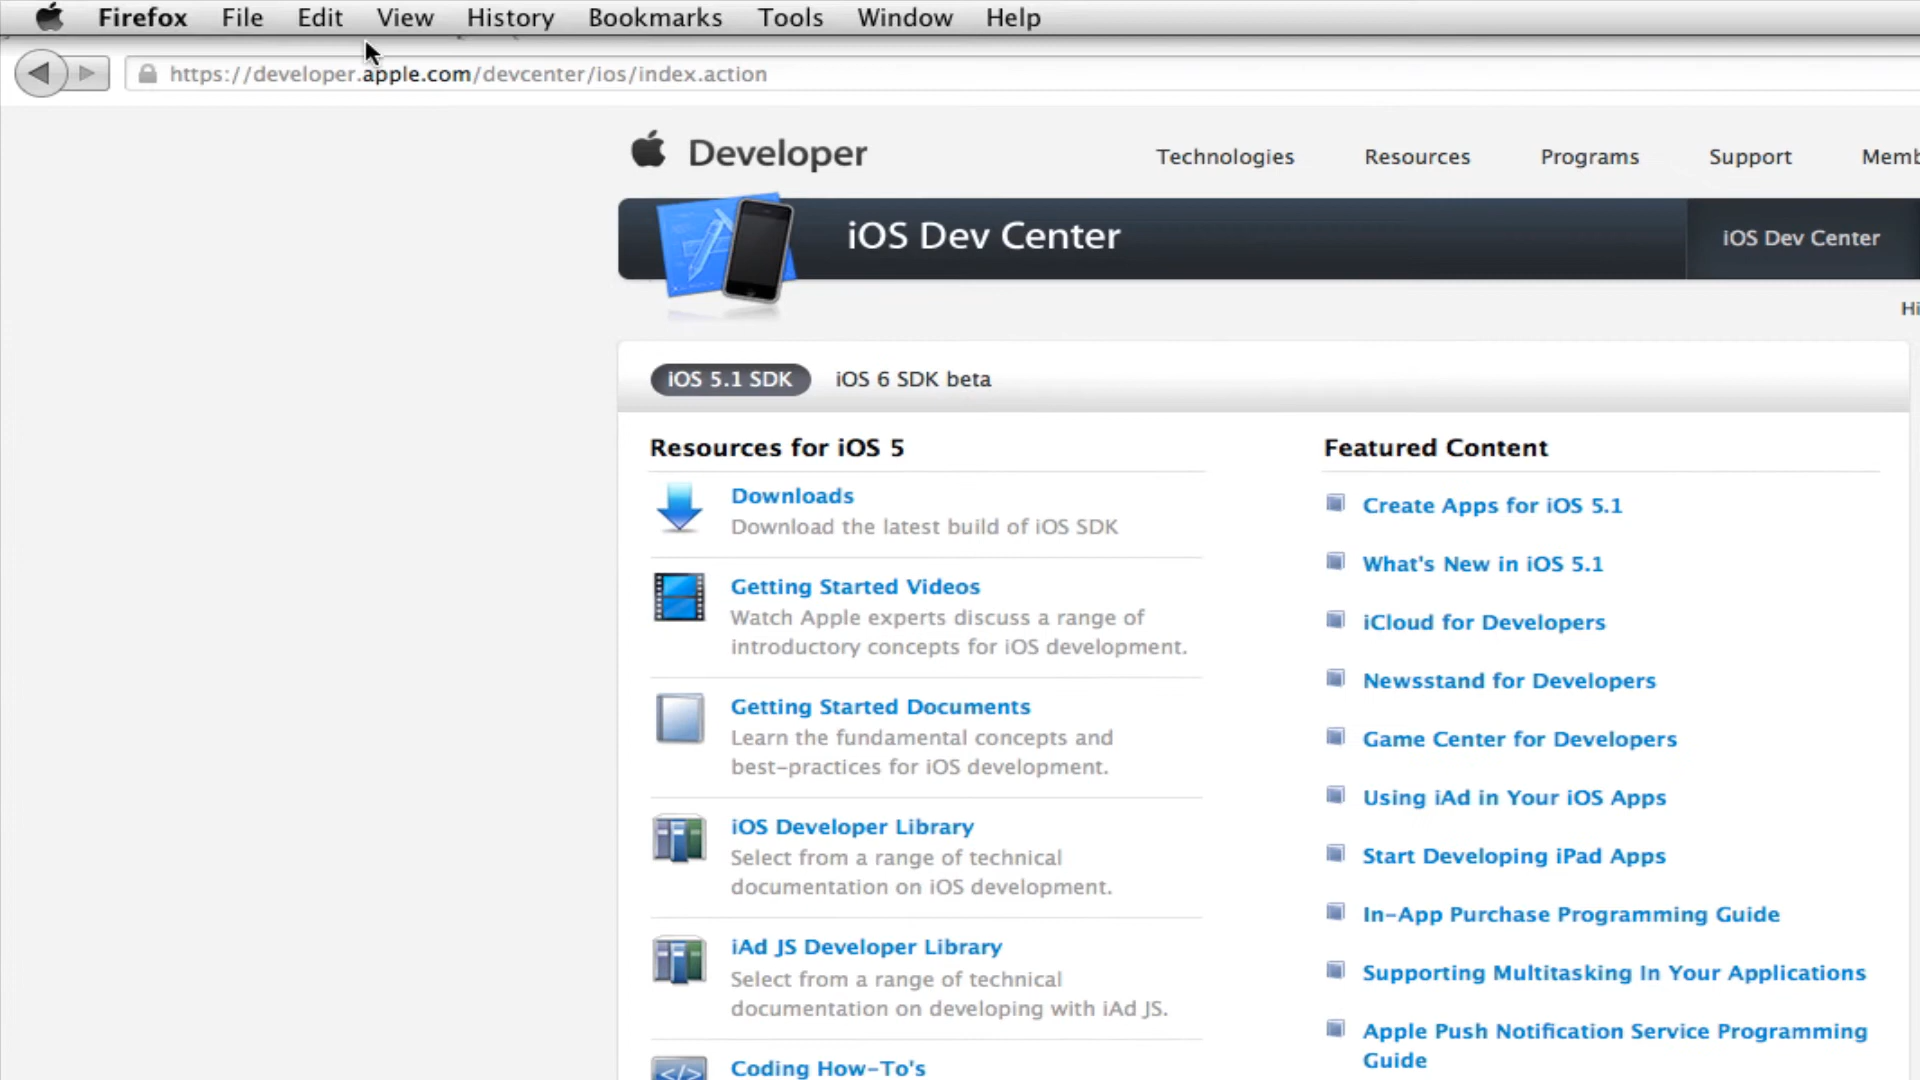 Firefox File Edit View History Bookmarks Tools Window Help
https://developer.apple.com/devcenter/ios/index.action
Developer
Technologies Resources Programs Support Memb
iOS Dev Center
iOS Dev Center
Hi
iOS 5.1 SDK iOS 6 SDK beta
Resources for iOS 5
Downloads
Download the latest build of iOS SDK
Getting Started Videos
Watch Apple experts discuss a range of
introductory concepts for iOS development.
Getting Started Documents
Learn the fundamental concepts and
best-practices for iOS development.
iOS Developer Library
Select from a range of technical
documentation on iOS development.
iAd JS Developer Library
Select from a range of technical
documentation on developing with iAd JS.
Coding How-To's
Featured Content
Create Apps for iOS 5.1
What's New in iOS 5.1
iCloud for Developers
Newsstand for Developers
Game Center for Developers
Using iAd in Your iOS Apps
Start Developing iPad Apps
In-App Purchase Programming Guide
Supporting Multitasking In Your Applications
Apple Push Notification Service Programming
Guide